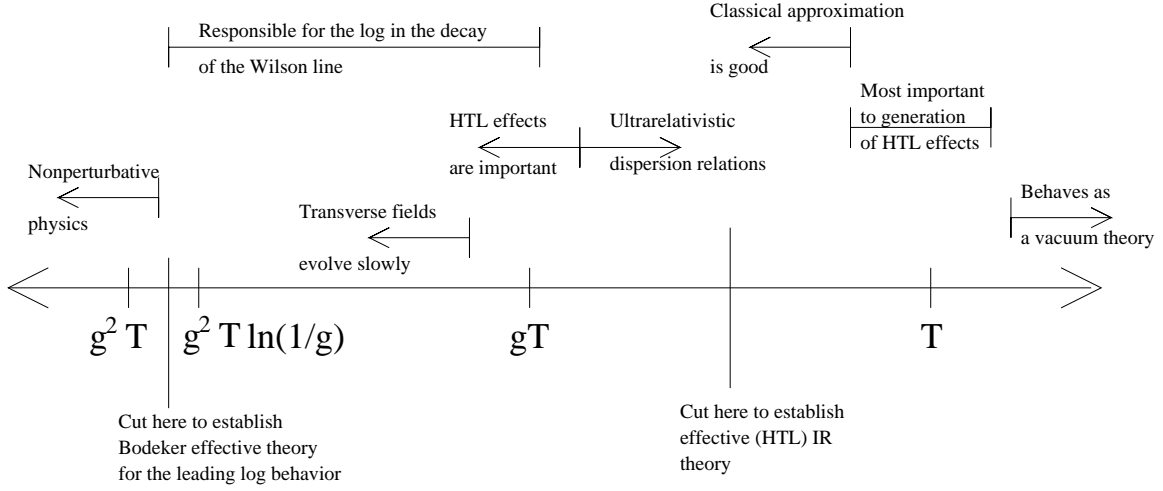 Classical approximation
is good
Responsible for the log in the decay
of the Wilson line
Most important
to generation
of HTL effects
HTL effects
are important
Ultrarelativistic
dispersion relations
Nonperturbative
physics
Transverse fields
evolve slowly
Behaves as
a vacuum theory
g² T
g² T ln(1/g)
gT
T
Cut here to establish
Bodeker effective theory
for the leading log behavior
Cut here to establish
effective (HTL) IR
theory